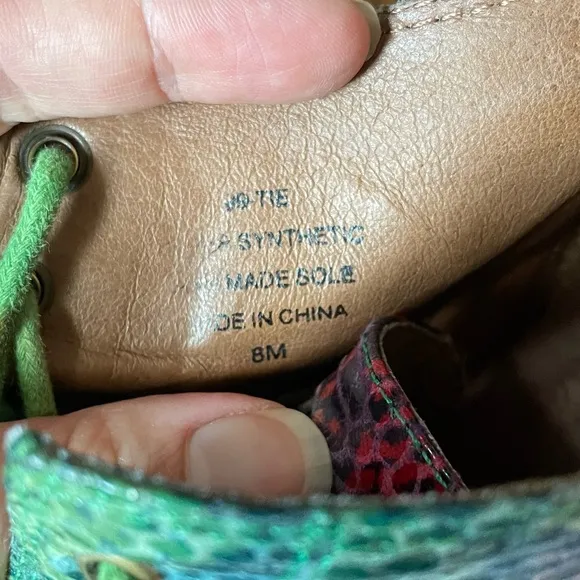 -TIE
SYNTHETIC
MADE SOLE
DE IN CHINA
8M